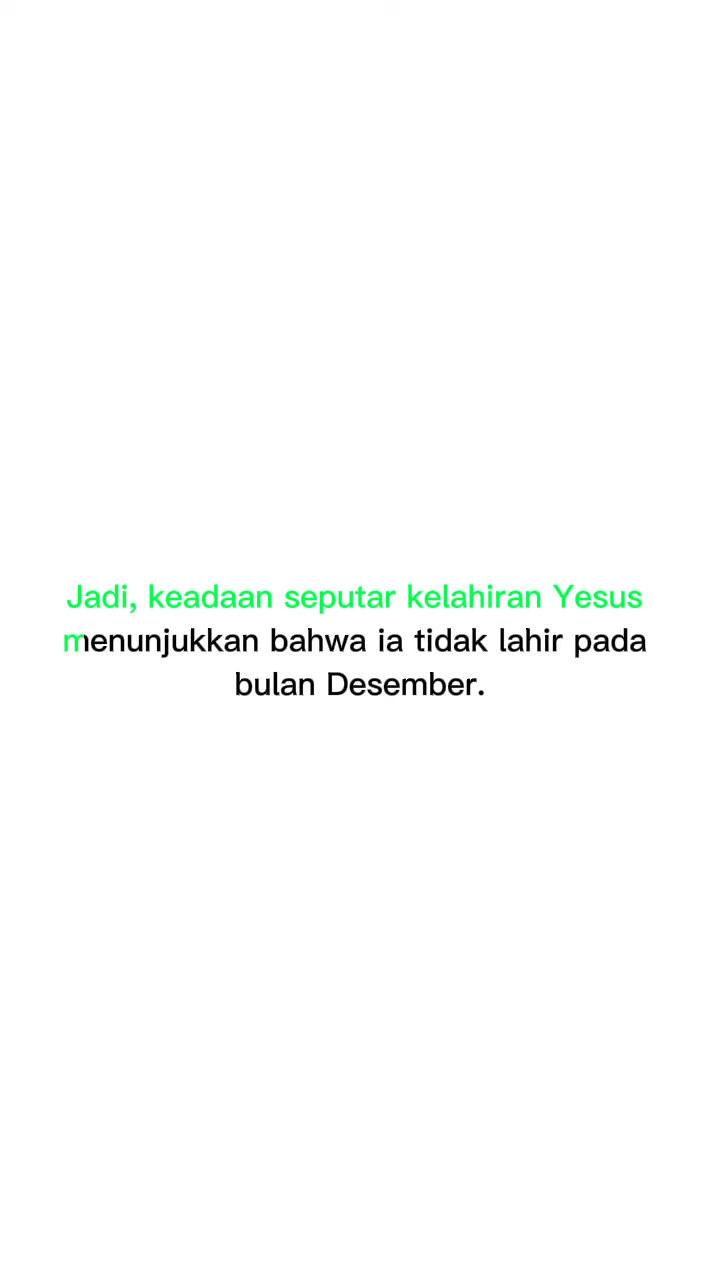 Jadi, keadaan seputar kelahiran Yesus
menunjukkan bahwa ia tidak lahir pada
bulan Desember.